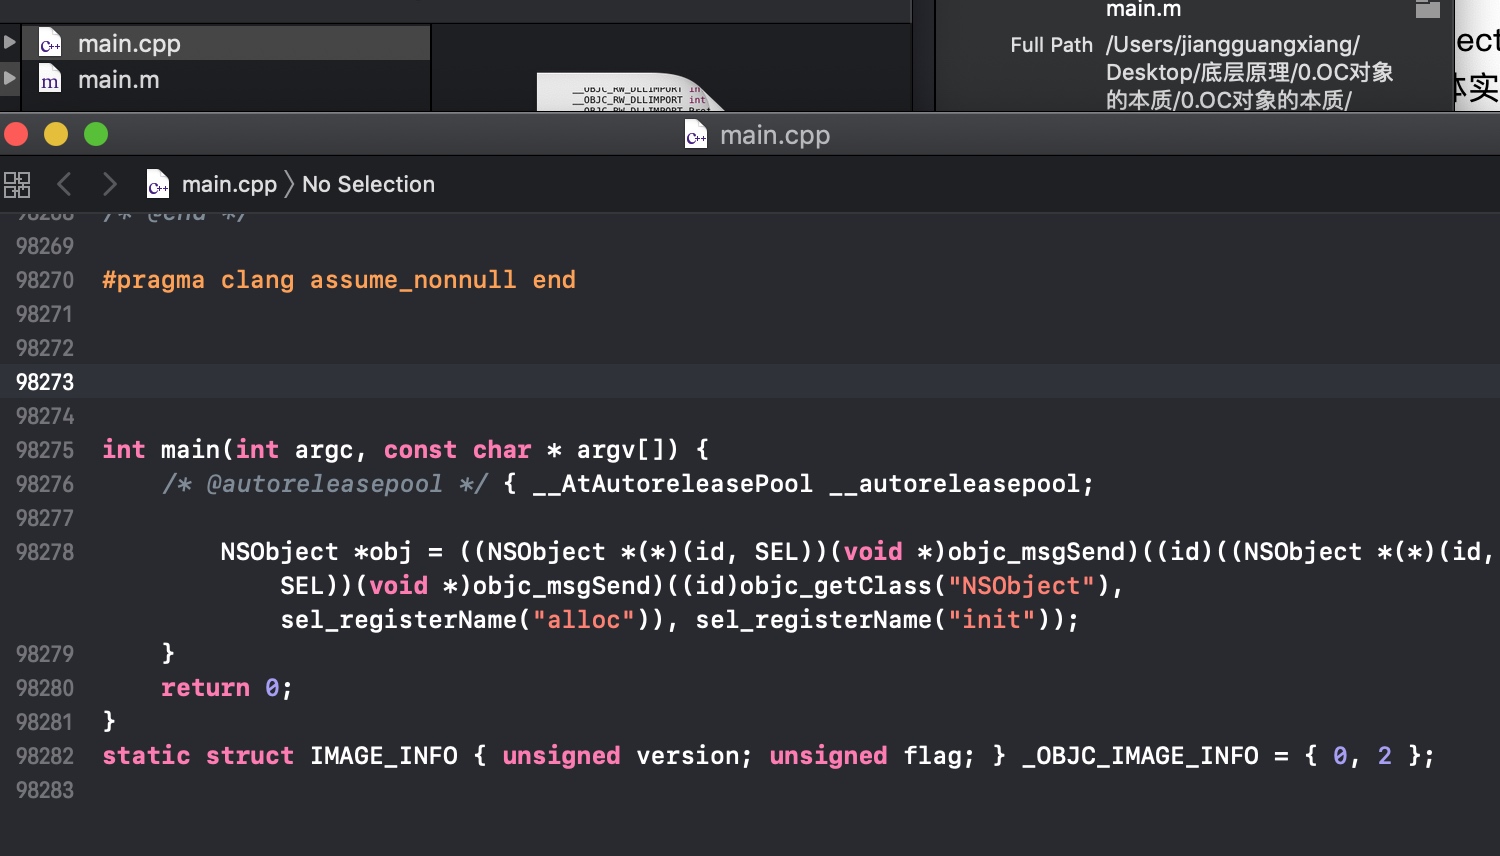 main.cpp
main.m
__OBJC_RW_DLLIMPORT in
__OBJC_RW_DLLIMPORT int
main.m
Full Path /Users/jiangguangxiang/
Desktop/底层原理/0.OC对象
的本质/0.OC对象的本质/
ect
体实
main.cpp
main.cpp No Selection
98268 /* @end */
98269
98270 #pragma clang assume_nonnull end
98271
98272
98273
98274
98275 int main(int argc, const char * argv[]) {
98276 /* @autoreleasepool */ { __AtAutoreleasePool __autoreleasepool;
98277
98278 NSObject *obj = ((NSObject *(*)(id, SEL))(void *)objc_msgSend)((id)((NSObject *(*)(id,
SEL))(void *)objc_msgSend)((id)objc_getClass("NSObject"),
sel_registerName("alloc")), sel_registerName("init"));
98279 }
98280 return 0;
98281 }
98282 static struct IMAGE_INFO { unsigned version; unsigned flag; } _OBJC_IMAGE_INFO = { 0, 2 };
98283